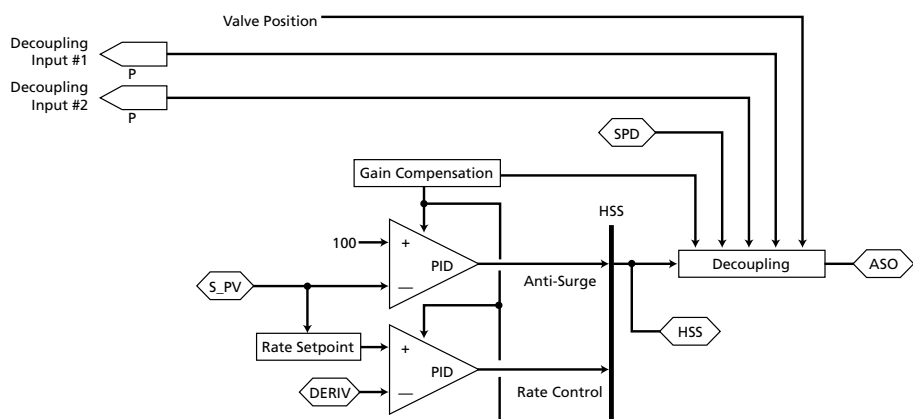 Valve Position
Decoupling
Input #1
P
Decoupling
Input #2
P
SPD
Gain Compensation
HSS
100
+
PID
—
Anti-Surge
Decoupling
ASO
S_PV
HSS
Rate Setpoint
+
PID
—
Rate Control
DERIV